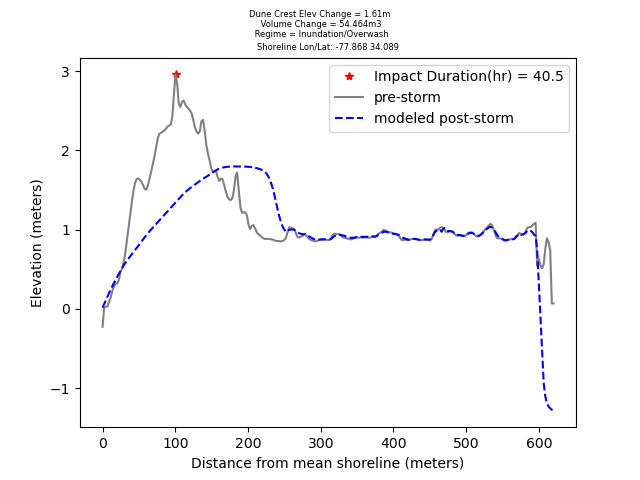 Dune Crest Elev Change = 1.61m
Volume Change = 54.464m3
Regime = Inundation/Overwash
Shoreline Lon/Lat: -77.868 34.089
Impact Duration(hr) = 40.5
pre-storm
modeled post-storm
3
2
1
0
−1
Elevation (meters)
0 100 200 300 400 500 600
Distance from mean shoreline (meters)